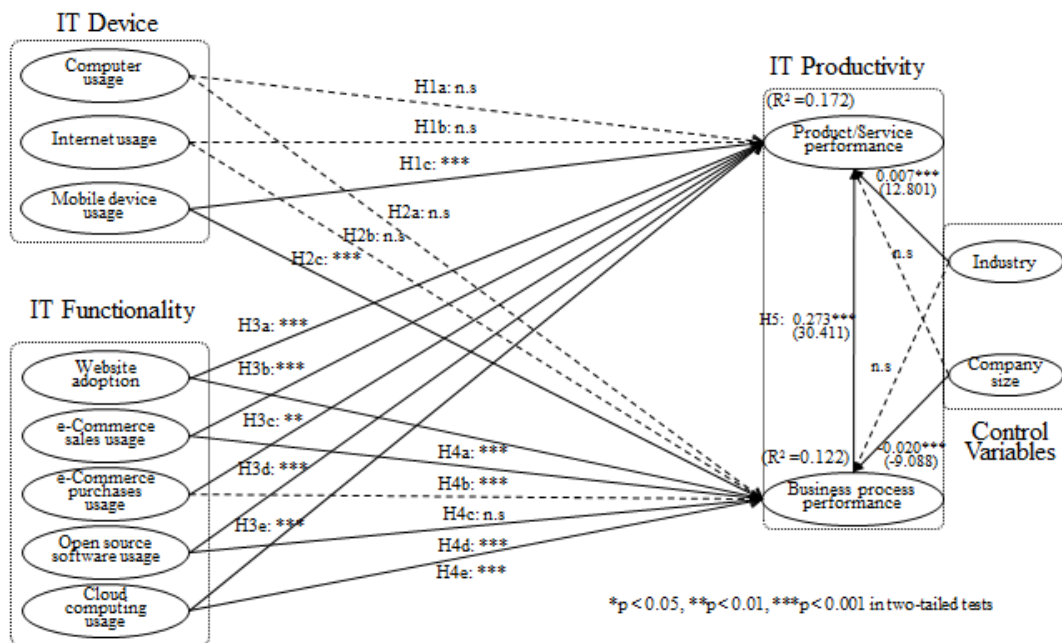 IT Device
Computer
usage
Internet usage
Mobile device
usage
IT Functionality
Website
adoption
e-Commerce
sales usage
e-Commerce
purchases
usage
Open source
software usage
Cloud
computing
usage
H1a: n.s
H1b: n.s
H1c: ***
H2a: n.s
H2b: n.s
H2c: ***
H3a: ***
H3b:***
H3c: **
H3d: ***
H3e: ***
H4a: ***
H4b: ***
H4c: n.s
H4d: ***
H4e: ***
IT Productivity
(R² =0.172)
Product/Service
performance
0.007***
(12.801)
n.s
H5: 0.273***
(30.411)
n.s
-0.020***
(-9.088)
(R² =0.122)
Business process
performance
Industry
Company
size
Control
Variables
*p < 0.05, **p < 0.01, ***p < 0.001 in two-tailed tests